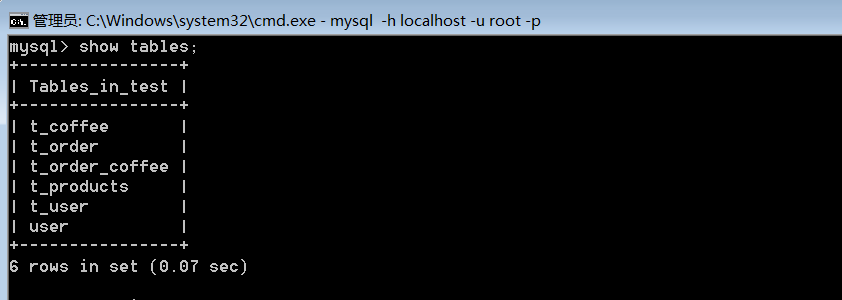 管理员: C:\Windows\system32\cmd.exe - mysql  -h localhost -u root -p
mysql> show tables;
+----------------+
| Tables_in_test |
+----------------+
| t_coffee       |
| t_order        |
| t_order_coffee |
| t_products     |
| t_user         |
| user           |
+----------------+
6 rows in set (0.07 sec)